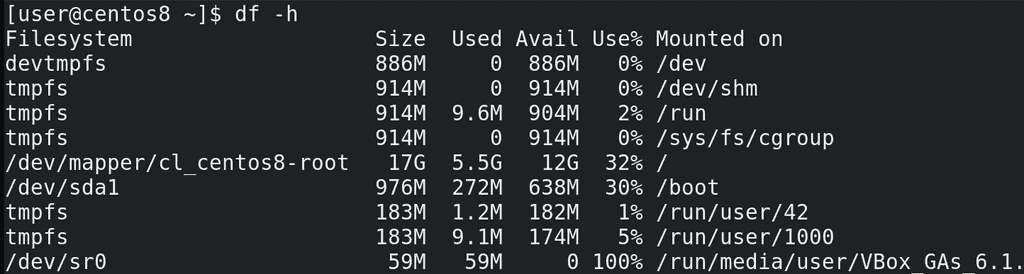 [user@centos8 ~]$ df -h
Filesystem                   Size  Used Avail Use% Mounted on
devtmpfs                     886M     0  886M   0% /dev
tmpfs                        914M     0  914M   0% /dev/shm
tmpfs                        914M  9.6M  904M   2% /run
tmpfs                        914M     0  914M   0% /sys/fs/cgroup
/dev/mapper/cl_centos8-root   17G  5.5G   12G  32% /
/dev/sda1                    976M  272M  638M  30% /boot
tmpfs                        183M  1.2M  182M   1% /run/user/42
tmpfs                        183M  9.1M  174M   5% /run/user/1000
/dev/sr0                      59M   59M     0 100% /run/media/user/VBox_GAs_6.1.